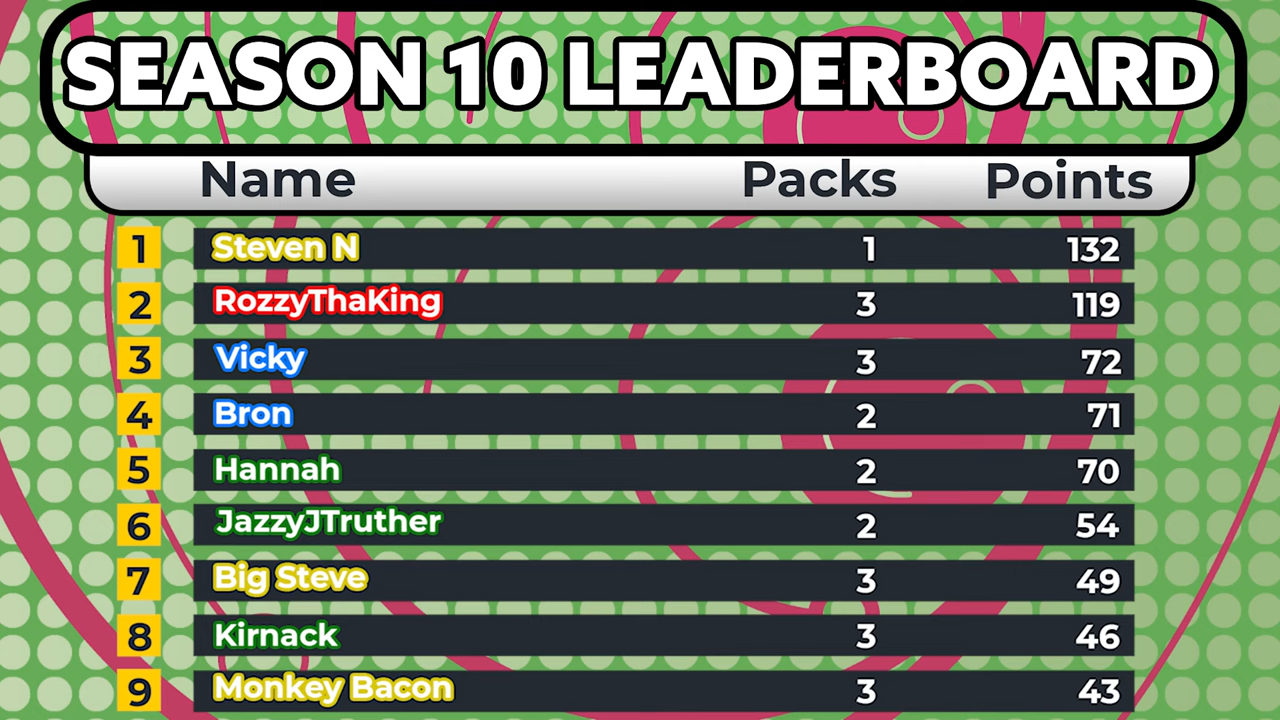 SEASON 10 LEADERBOARD
Name Packs Points
1 Steven N 1 132
2 RozzyThaKing 3 119
3 Vicky 3 72
4 Bron 2 71
5 Hannah 2 70
6 JazzyJTruther 2 54
7 Big Steve 3 49
8 Kirnack 3 46
9 Monkey Bacon 3 43